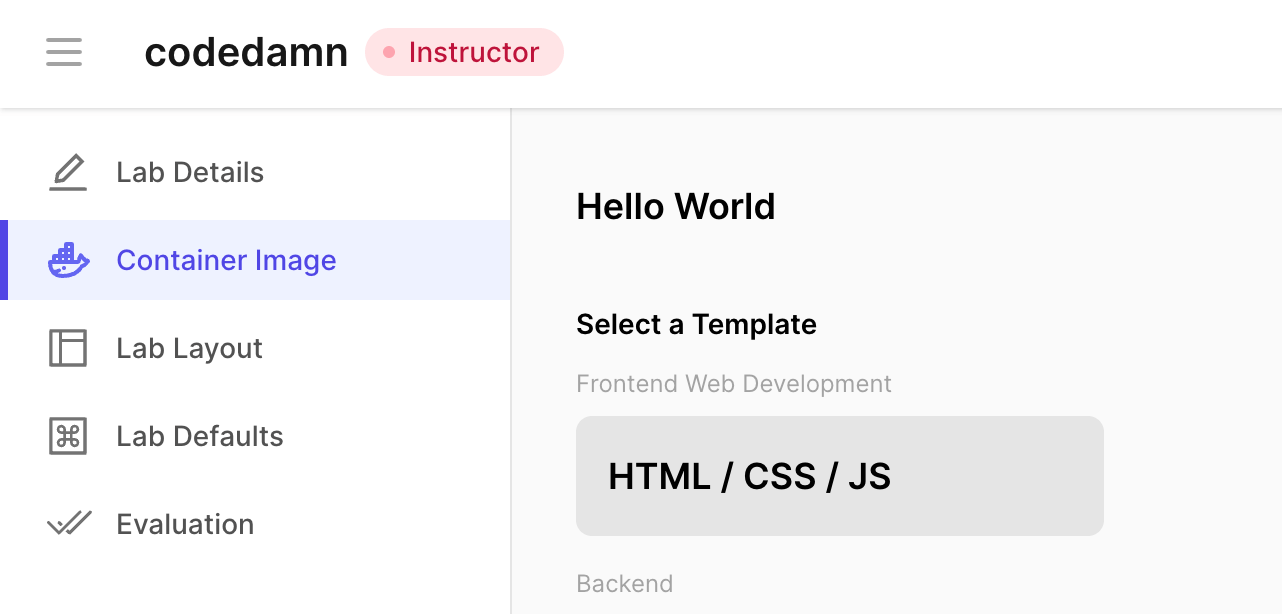 codedamn
Instructor
Lab Details
Container Image
Lab Layout
Lab Defaults
Evaluation
Hello World
Select a Template
Frontend Web Development
HTML / CSS / JS
Backend